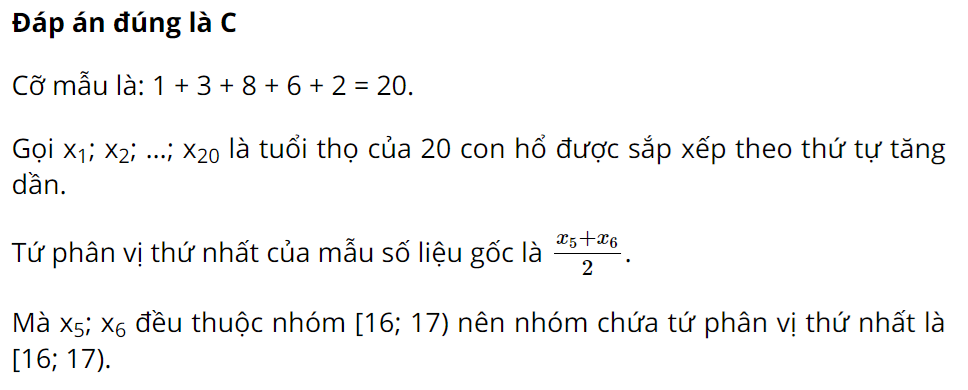 Đáp án đúng là C
Cỡ mẫu là: 1 + 3 + 8 + 6 + 2 = 20.
Gọi x₁; x₂; ...; x₂₀ là tuổi thọ của 20 con hổ được sắp xếp theo thứ tự tăng
dần.
Tứ phân vị thứ nhất của mẫu số liệu gốc là \frac{x_5+x_6}{2}.
Mà x₅; x₆ đều thuộc nhóm [16; 17) nên nhóm chứa tứ phân vị thứ nhất là
[16; 17).